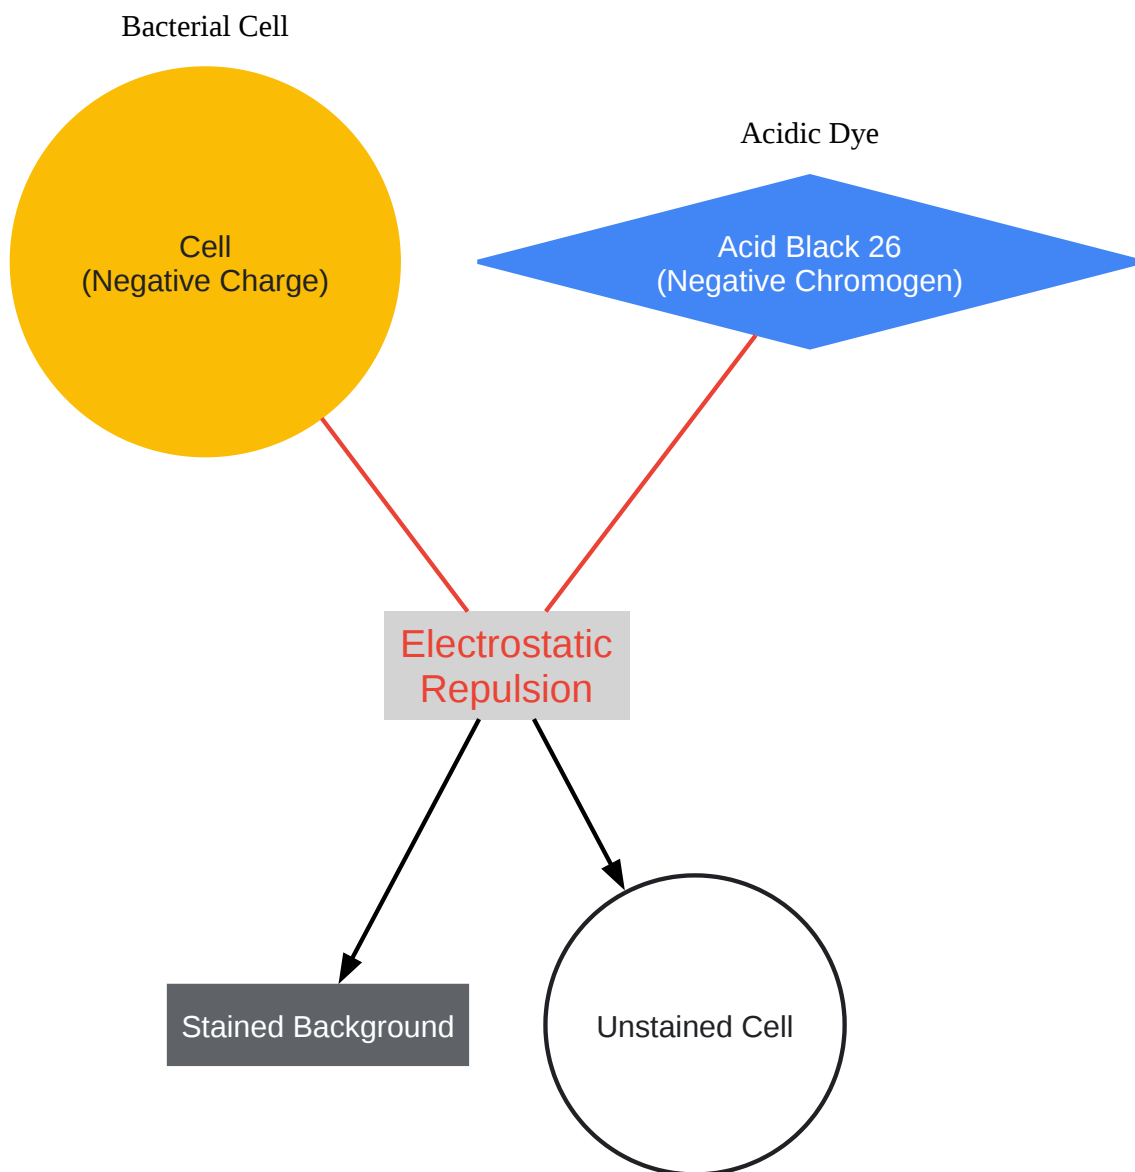 Bacterial Cell
Acidic Dye
Cell
(Negative Charge)
Acid Black 26
(Negative Chromogen)
Electrostatic
Repulsion
Stained Background
Unstained Cell